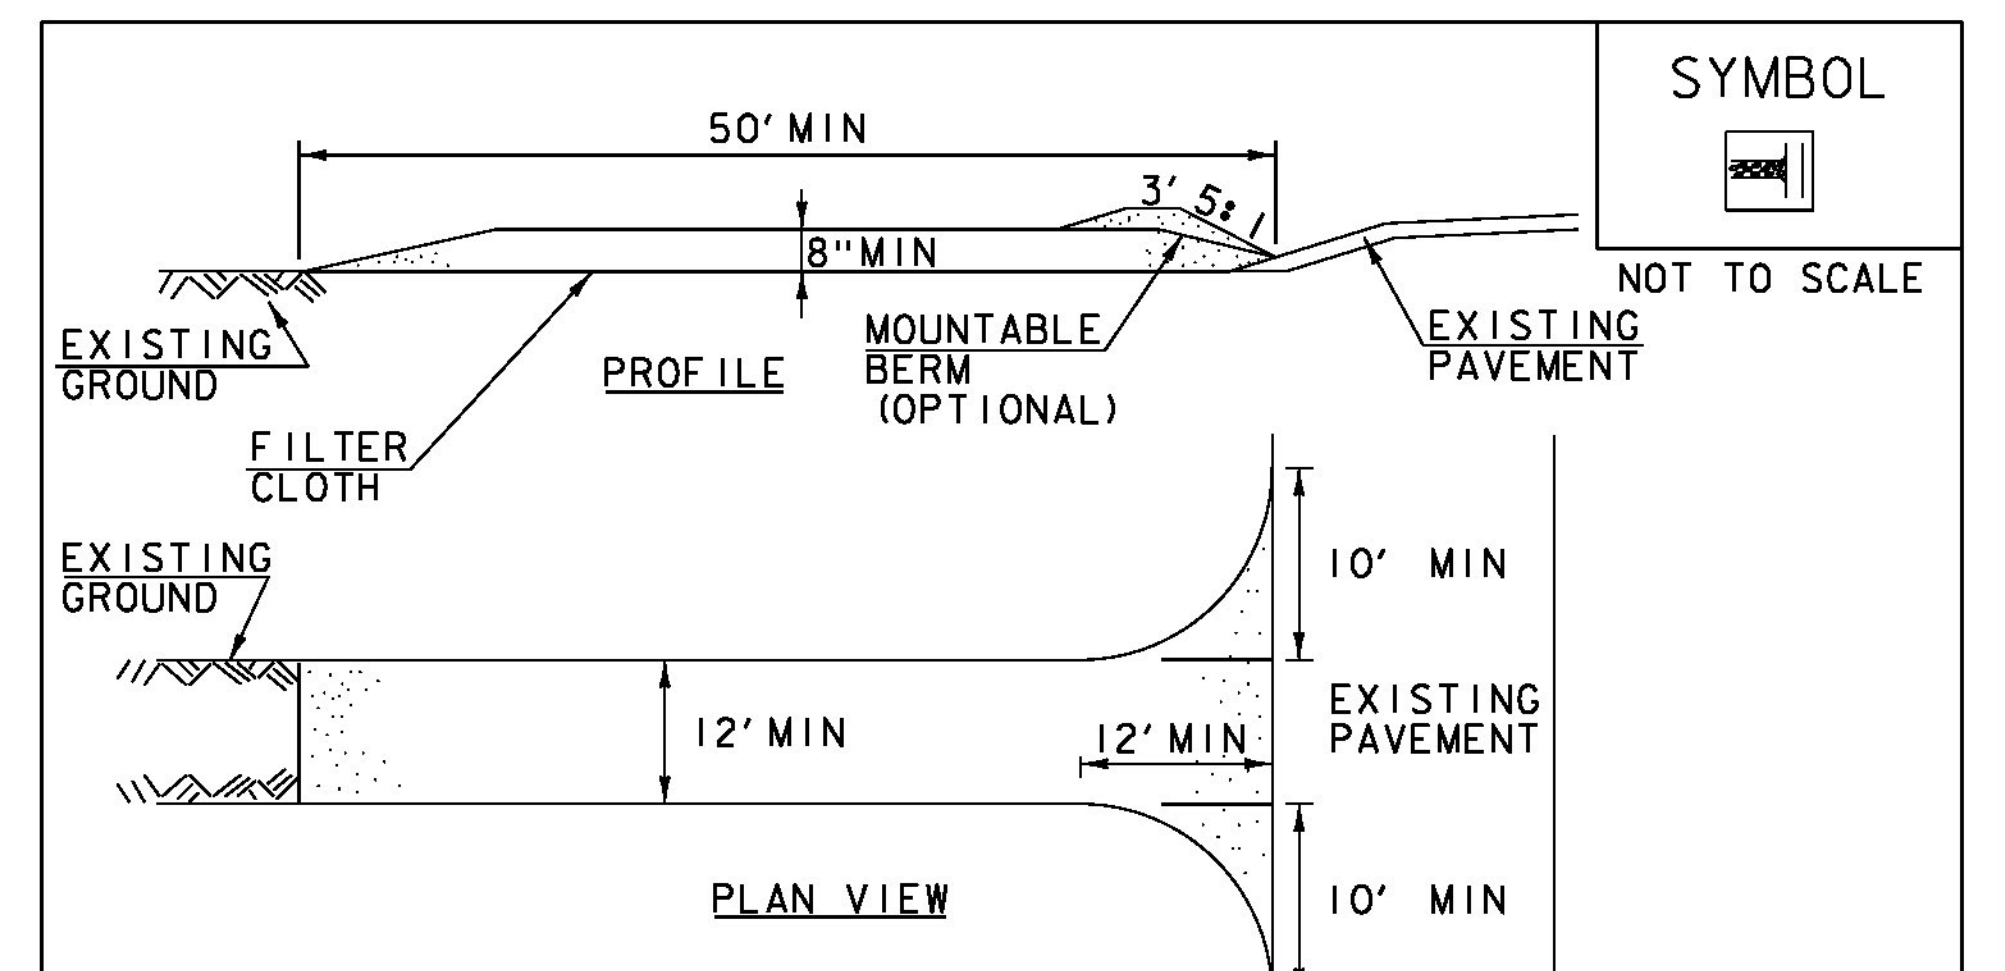 SYMBOL
50' MIN
3' 5:1
8" MIN
NOT TO SCALE
EXISTING
GROUND
PROFILE
MOUNTABLE
BERM
(OPTIONAL)
EXISTING
PAVEMENT
FILTER
CLOTH
EXISTING
GROUND
10' MIN
12' MIN
12' MIN
EXISTING
PAVEMENT
PLAN VIEW
10' MIN